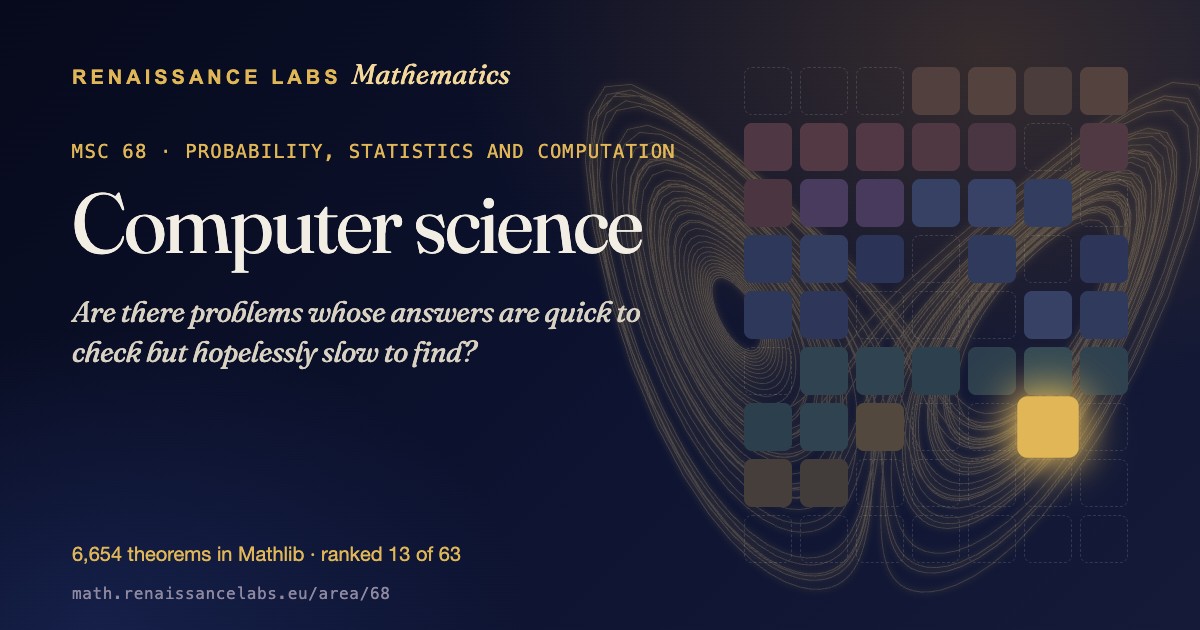 RENAISSANCE LABS Mathematics
MSC 68 · PROBABILITY, STATISTICS AND COMPUTATION
Computer science
Are there problems whose answers are quick to
check but hopelessly slow to find?
6,654 theorems in Mathlib · ranked 13 of 63
math.renaissancelabs.eu/area/68